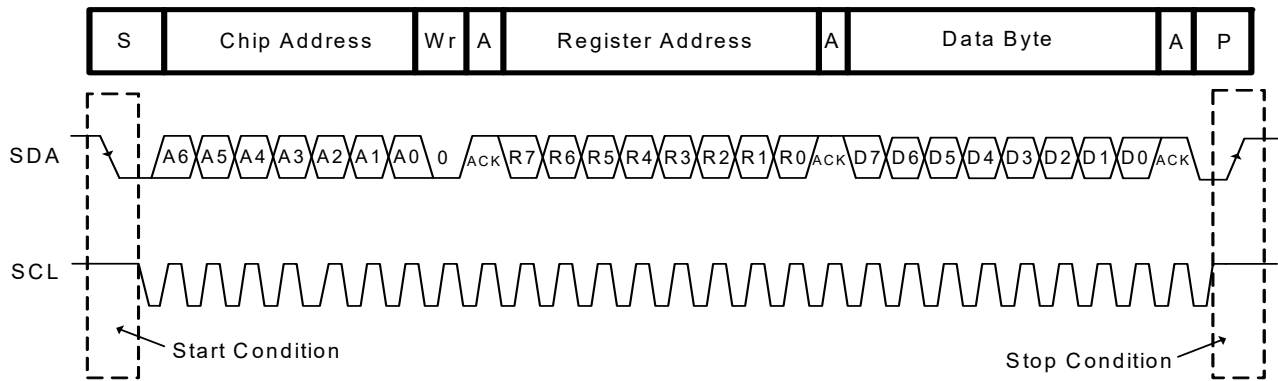 S Chip Address Wr A Register Address A Data Byte A P
SDA A6 A5 A4 A3 A2 A1 A0 0 ACK R7 R6 R5 R4 R3 R2 R1 R0 ACK D7 D6 D5 D4 D3 D2 D1 D0 ACK
SCL
Start Condition
Stop Condition